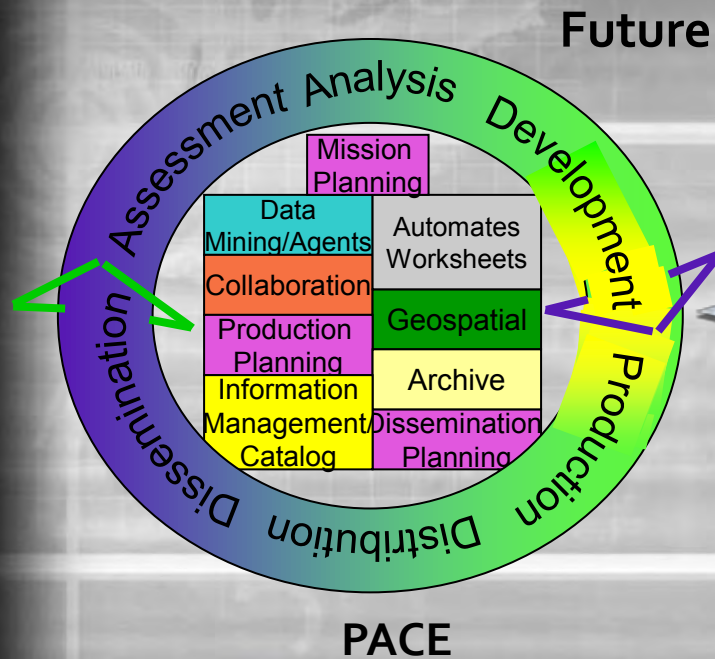 Future
Assessment Analysis Development
Production Distribution Dissemination
Mission
Planning
Data
Mining/Agents
Collaboration
Production
Planning
Information
Management/
Catalog
Automates
Worksheets
Geospatial
Archive
Dissemination
Planning
PACE